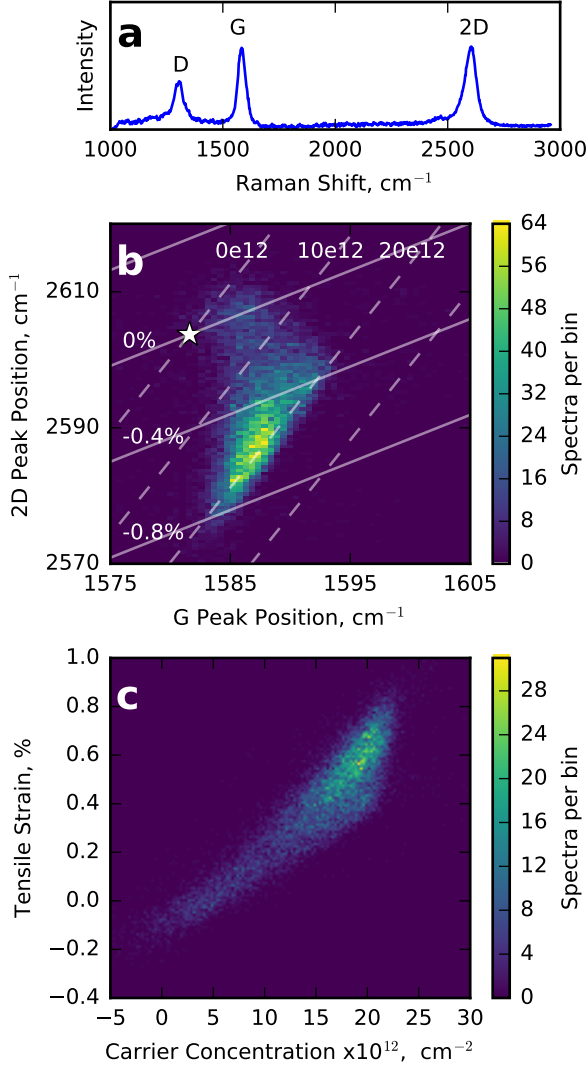 a
D
G
2D
Intensity
1000 1500 2000 2500 3000
Raman Shift, cm⁻¹
b
0e12 10e12 20e12
0%
-0.4%
-0.8%
2610
2590
2570
2D Peak Position, cm⁻¹
1575 1585 1595 1605
G Peak Position, cm⁻¹
64
56
48
40
32
24
16
8
0
Spectra per bin
c
1.0
0.8
0.6
0.4
0.2
0.0
−0.2
−0.4
Tensile Strain, %
−5 0 5 10 15 20 25 30
Carrier Concentration x10¹², cm⁻²
28
24
20
16
12
8
4
0
Spectra per bin